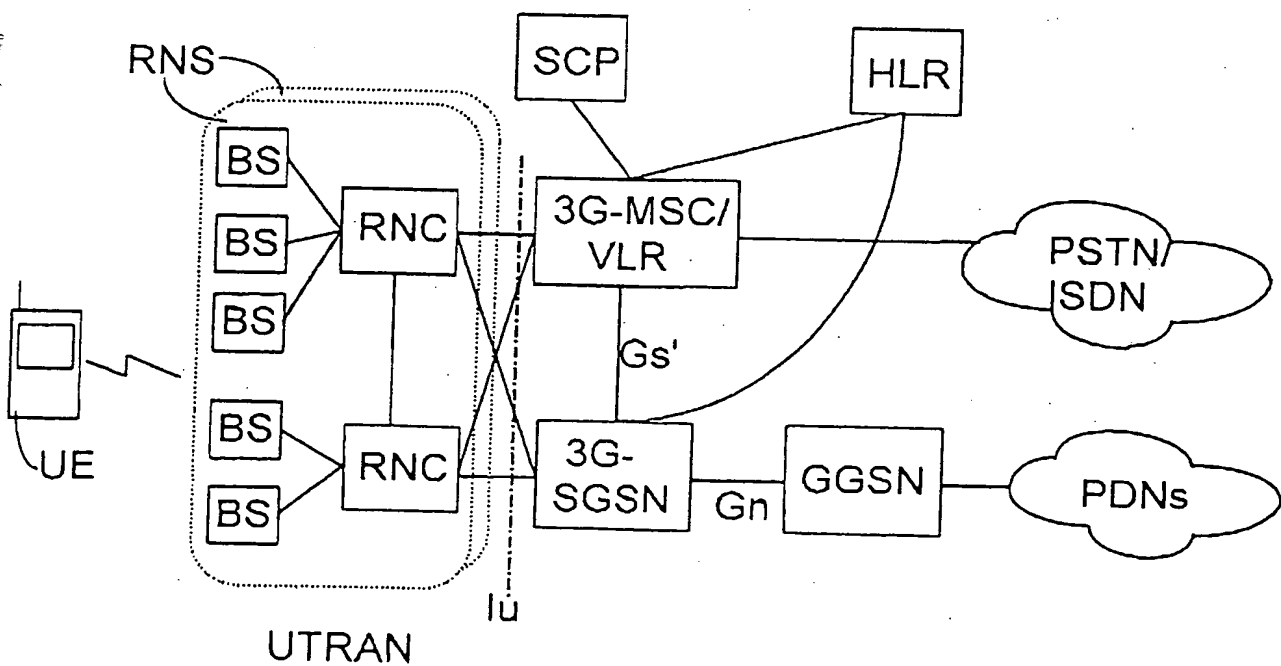 RNS
SCP
HLR
BS
BS
BS
RNC
3G-MSC/
VLR
PSTN/
ISDN
Gs'
UE
BS
BS
RNC
3G-
SGSN
Gn
GGSN
PDNs
Iu
UTRAN